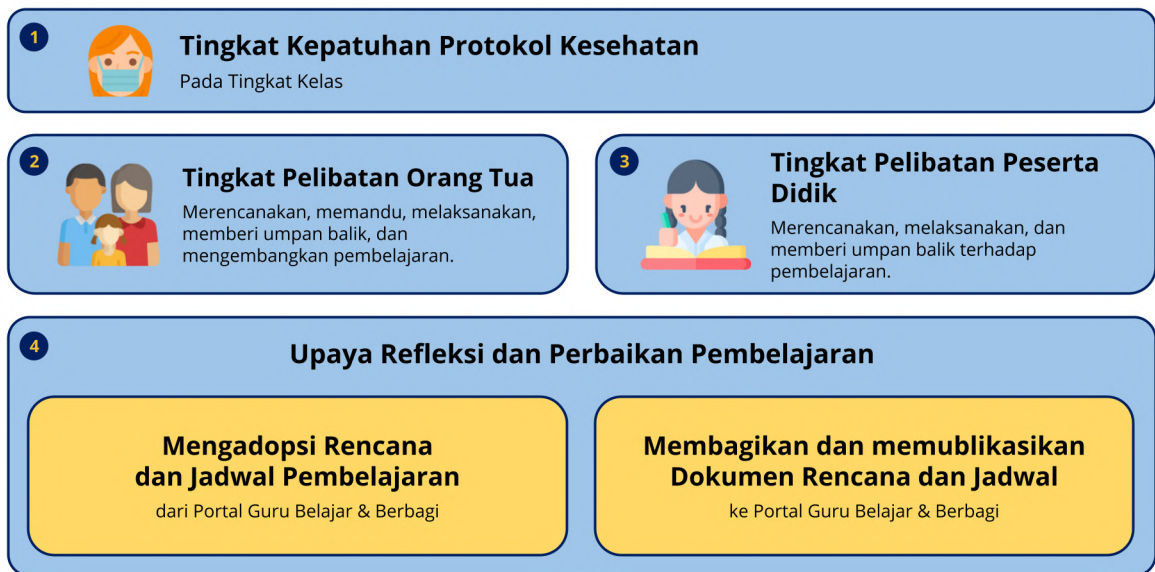 1
Tingkat Kepatuhan Protokol Kesehatan
Pada Tingkat Kelas
2
Tingkat Pelibatan Orang Tua
Merencanakan, memandu, melaksanakan,
memberi umpan balik, dan
mengembangkan pembelajaran.
3
Tingkat Pelibatan Peserta
Didik
Merencanakan, melaksanakan, dan
memberi umpan balik terhadap
pembelajaran.
4
Upaya Refleksi dan Perbaikan Pembelajaran
Mengadopsi Rencana
dan Jadwal Pembelajaran
dari Portal Guru Belajar & Berbagi
Membagikan dan memublikasikan
Dokumen Rencana dan Jadwal
ke Portal Guru Belajar & Berbagi